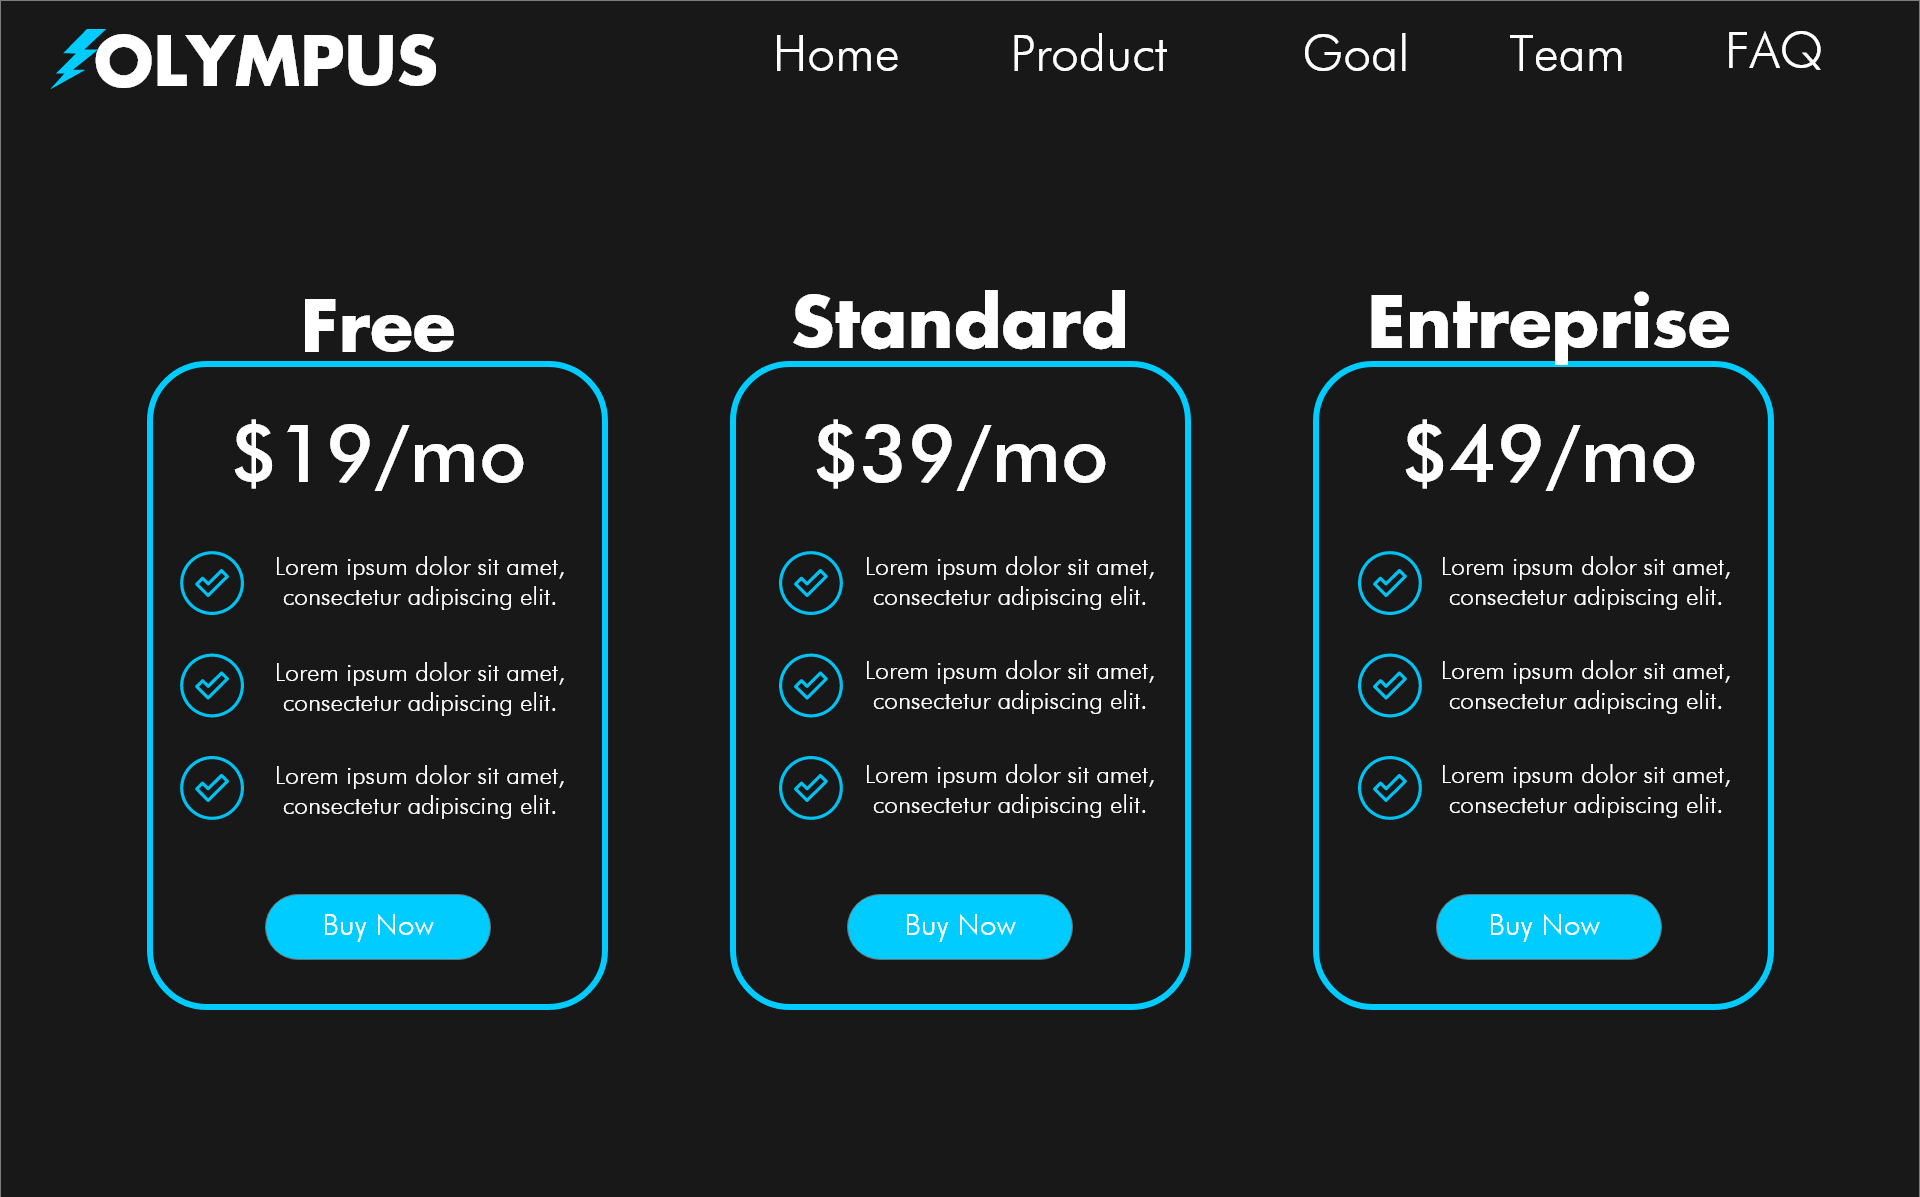 OLYMPUS
Home
Product
Goal
Team
FAQ
Free
$19/mo
Lorem ipsum dolor sit amet,
consectetur adipiscing elit.
Lorem ipsum dolor sit amet,
consectetur adipiscing elit.
Lorem ipsum dolor sit amet,
consectetur adipiscing elit.
Buy Now
Standard
$39/mo
Lorem ipsum dolor sit amet,
consectetur adipiscing elit.
Lorem ipsum dolor sit amet,
consectetur adipiscing elit.
Lorem ipsum dolor sit amet,
consectetur adipiscing elit.
Buy Now
Entreprise
$49/mo
Lorem ipsum dolor sit amet,
consectetur adipiscing elit.
Lorem ipsum dolor sit amet,
consectetur adipiscing elit.
Lorem ipsum dolor sit amet,
consectetur adipiscing elit.
Buy Now